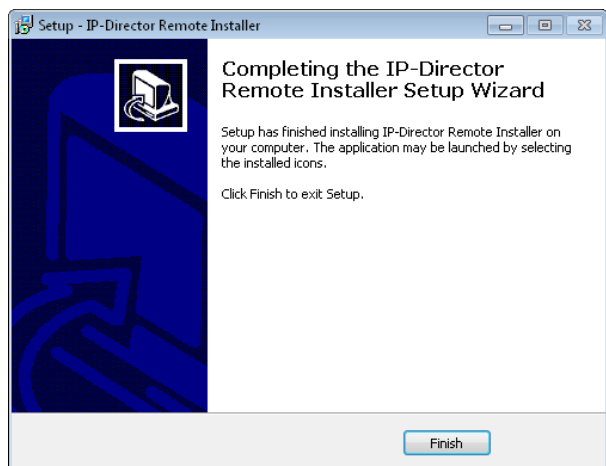 Setup - IP-Director Remote Installer
Completing the IP-Director
Remote Installer Setup Wizard
Setup has finished installing IP-Director Remote Installer on
your computer. The application may be launched by selecting
the installed icons.
Click Finish to exit Setup.
Finish